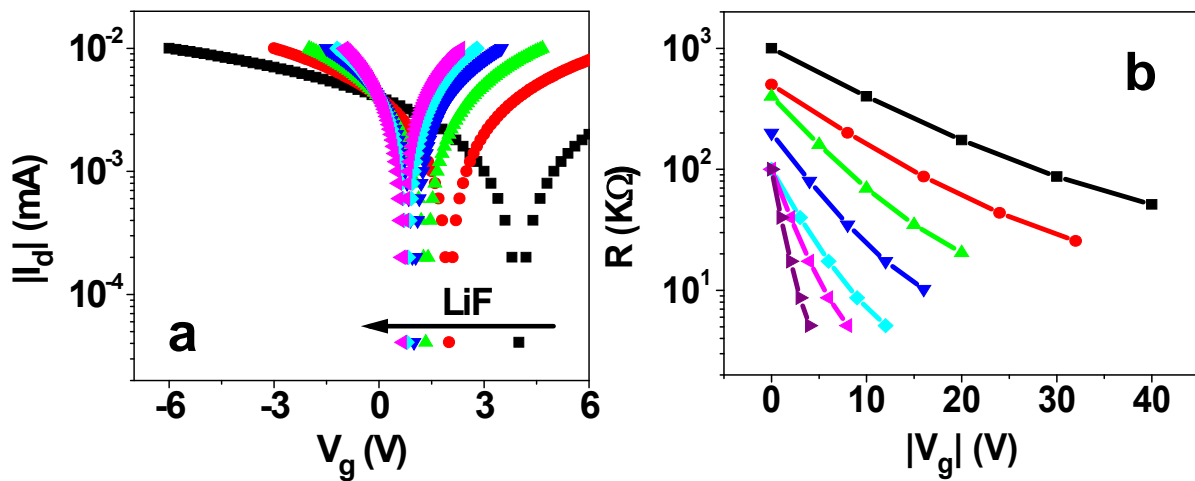 10⁻²
10⁻³
10⁻⁴
|I_d| (mA)
LiF
a
-6 -3 0 3 6
V_g (V)
10³
10²
10¹
R (KΩ)
b
0 10 20 30 40
|V_g| (V)